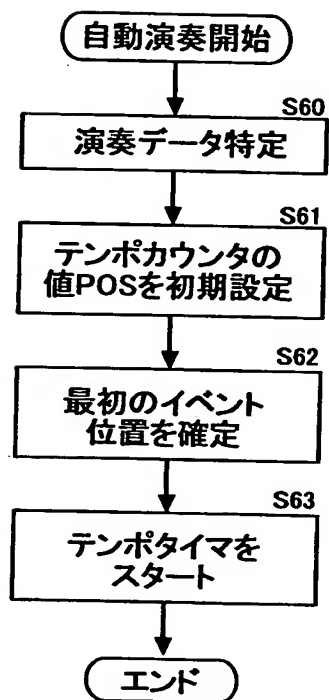 自動演奏開始
S60
演奏データ特定
S61
テンポカウンタの
値POSを初期設定
S62
最初のイベント
位置を確定
S63
テンポタイマを
スタート
エンド